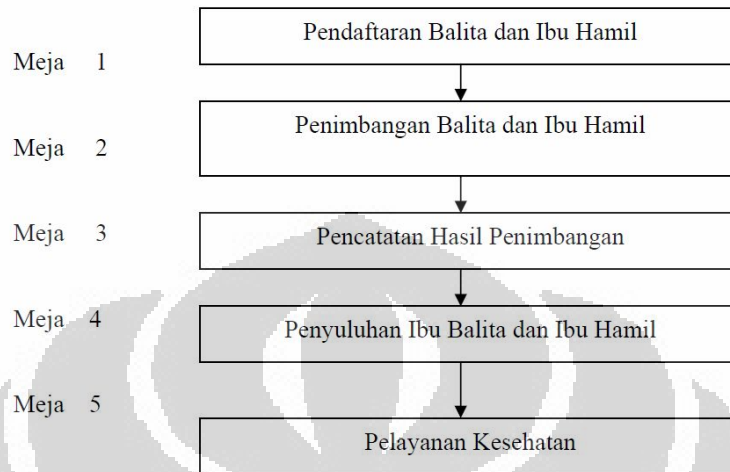 Pendaftaran Balita dan Ibu Hamil
Meja 1
Penimbangan Balita dan Ibu Hamil
Meja 2
Meja 3
Pencatatan Hasil Penimbangan
Meja 4
Penyuluhan Ibu Balita dan Ibu Hamil
Meja 5
Pelayanan Kesehatan